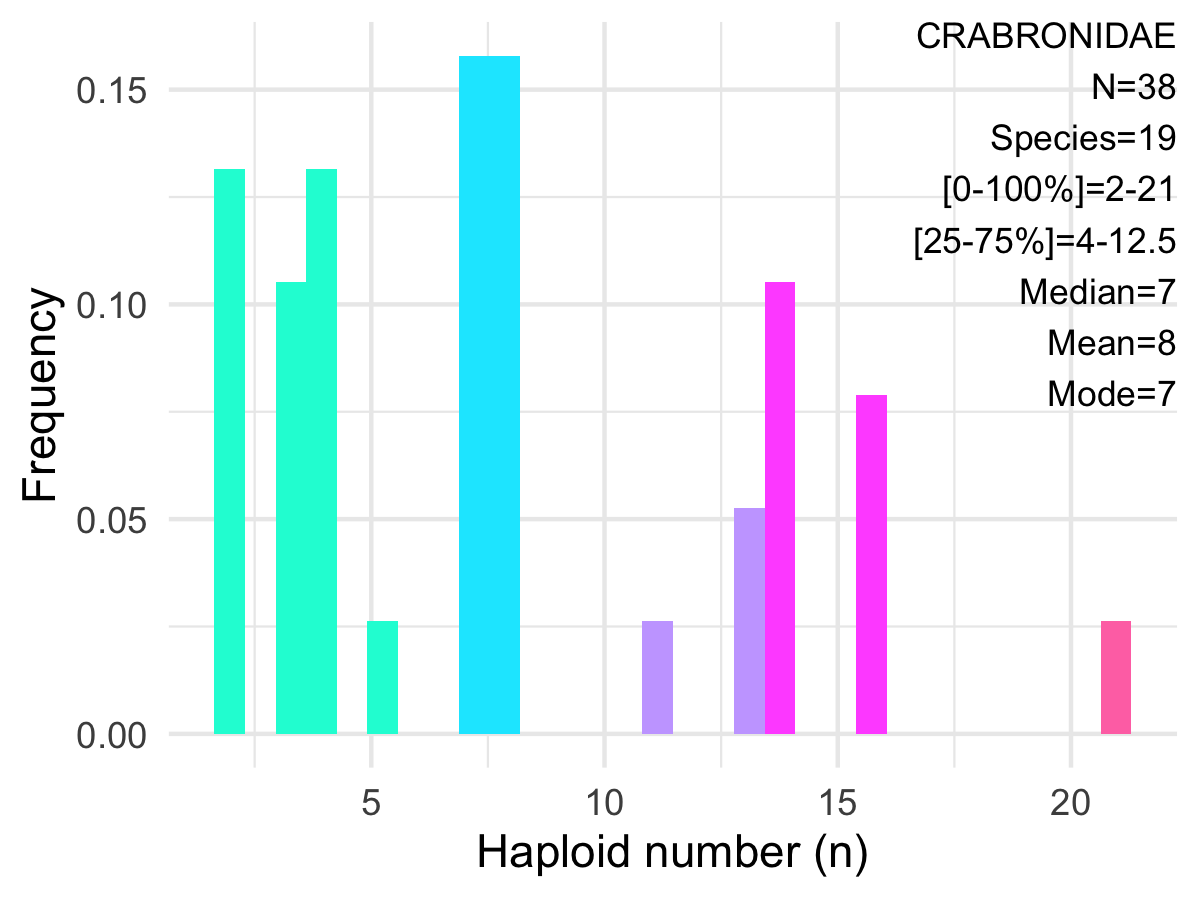 CRABRONIDAE
N=38
Species=19
[0-100%]=2-21
[25-75%]=4-12.5
Median=7
Mean=8
Mode=7
Frequency
0.15
0.10
0.05
0.00
5 10 15 20
Haploid number (n)